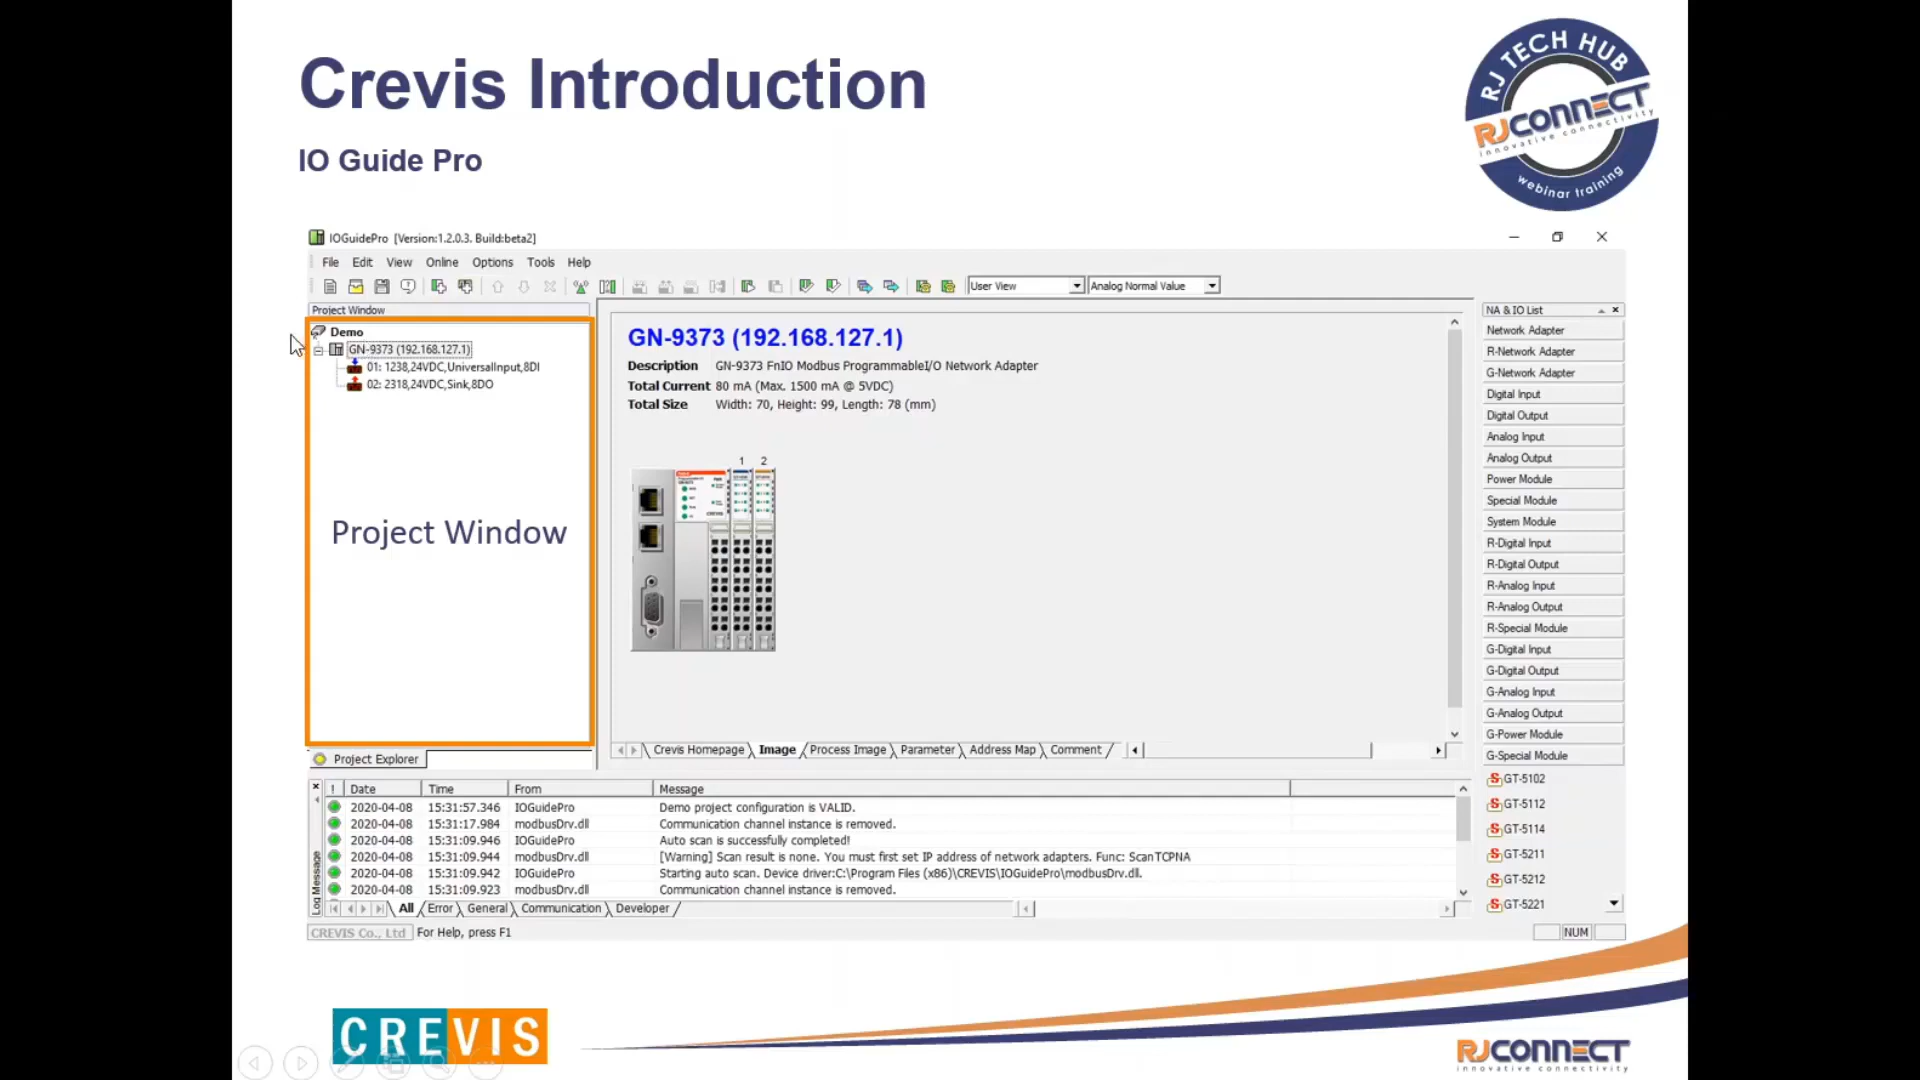 Crevis Introduction
IO Guide Pro
RJ TECH HUB
RJCONNECT
innovative connectivity
webinar training
IOGuidePro [Version:1.2.0.3. Build:beta2]
File Edit View Online Options Tools Help
User View
Analog Normal Value
Project Window
Demo
GN-9373 (192.168.127.1)
01: 1238,24VDC,UniversalInput,8DI
02: 2318,24VDC,Sink,8DO
Project Window
Project Explorer
GN-9373 (192.168.127.1)
Description GN-9373 FnIO Modbus ProgrammableI/O Network Adapter
Total Current 80 mA (Max. 1500 mA @ 5VDC)
Total Size Width: 70, Height: 99, Length: 78 (mm)
1 2
Crevis Homepage Image Process Image Parameter Address Map Comment
NA & IO List
Network Adapter
R-Network Adapter
G-Network Adapter
Digital Input
Digital Output
Analog Input
Analog Output
Power Module
Special Module
System Module
R-Digital Input
R-Digital Output
R-Analog Input
R-Analog Output
R-Special Module
G-Digital Input
G-Digital Output
G-Analog Input
G-Analog Output
G-Power Module
G-Special Module
GT-5102
GT-5112
GT-5114
GT-5211
GT-5212
GT-5221
Log Message
! Date Time From Message
2020-04-08 15:31:57.346 IOGuidePro Demo project configuration is VALID.
2020-04-08 15:31:17.984 modbusDrv.dll Communication channel instance is removed.
2020-04-08 15:31:09.946 IOGuidePro Auto scan is successfully completed!
2020-04-08 15:31:09.944 modbusDrv.dll [Warning] Scan result is none. You must first set IP address of network adapters. Func: ScanTCPNA
2020-04-08 15:31:09.942 IOGuidePro Starting auto scan. Device driver:C:\Program Files (x86)\CREVIS\IOGuidePro\modbusDrv.dll.
2020-04-08 15:31:09.923 modbusDrv.dll Communication channel instance is removed.
All Error General Communication Developer
CREVIS Co., Ltd For Help, press F1
NUM
CREVIS
RJCONNECT
innovative connectivity